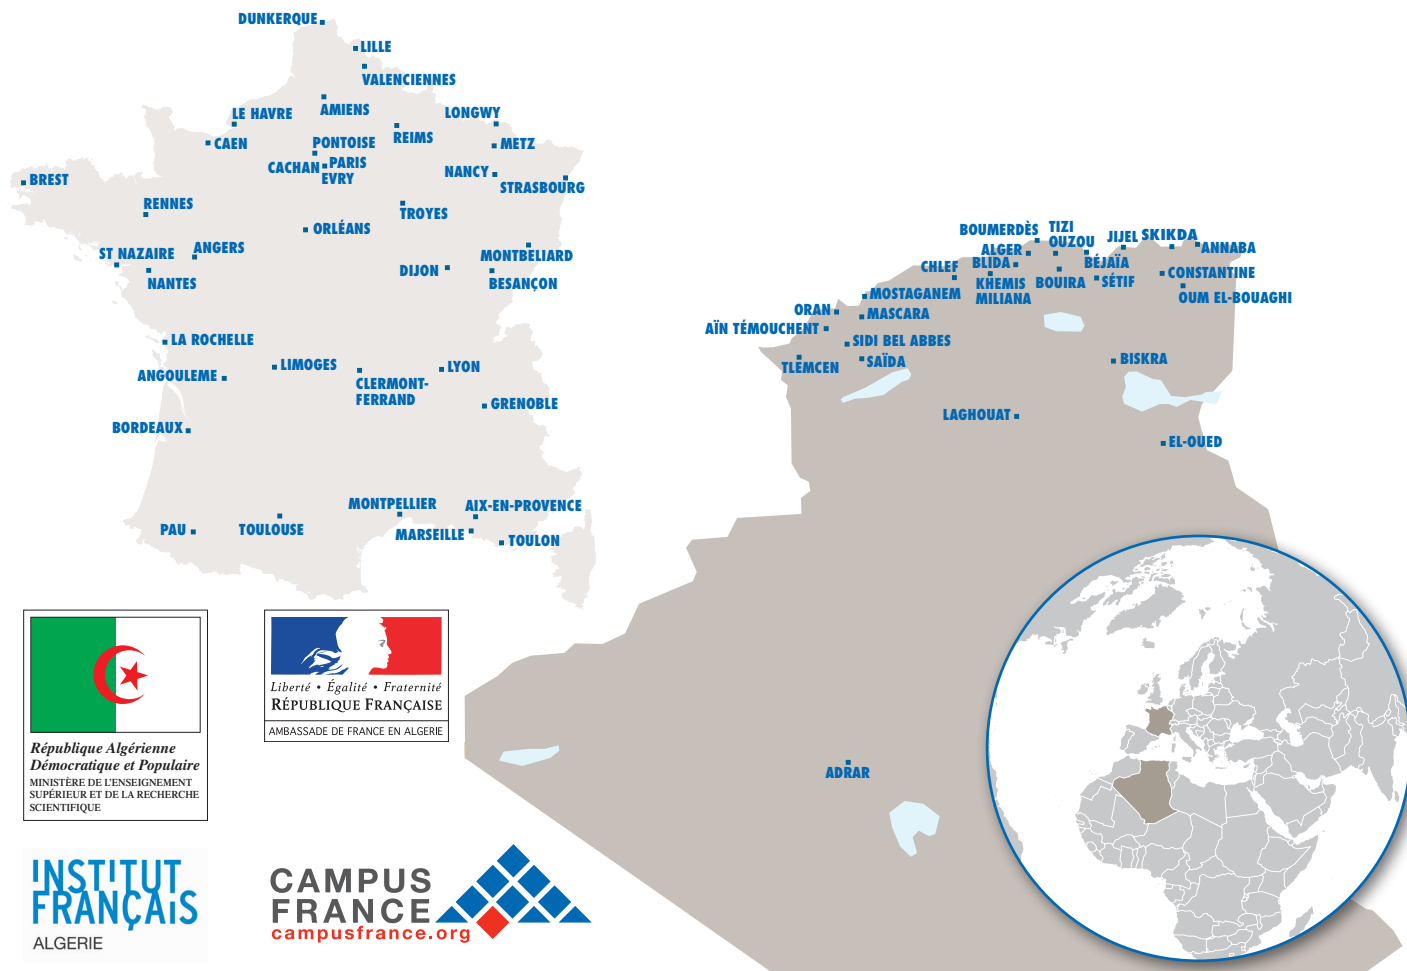 DUNKERQUE
LILLE
VALENCIENNES
AMIENS
LE HAVRE
LONGWY
CAEN
PONTOISE
REIMS
METZ
CACHAN
PARIS
EVRY
NANCY
BREST
STRASBOURG
RENNES
TROYES
ORLÉANS
ST NAZAIRE
ANGERS
MONTBELIARD
DIJON
NANTES
BESANÇON
LA ROCHELLE
LIMOGES
LYON
ANGOULEME
CLERMONT-
FERRAND
GRENOBLE
BORDEAUX
MONTPELLIER
AIX-EN-PROVENCE
PAU
TOULOUSE
MARSEILLE
TOULON
BOUMERDÈS
TIZI
OUZOU
JIJEL
SKIKDA
ANNABA
ALGER
BLIDA
BÉJAÏA
CHLEF
KHEMIS
MILIANA
BOUIRA
SÉTIF
CONSTANTINE
OUM EL-BOUAGHI
MOSTAGANEM
ORAN
MASCARA
AÏN TÉMOUCHENT
SIDI BEL ABBES
TLEMCEN
SAÏDA
BISKRA
LAGHOUAT
EL-OUED
ADRAR
République Algérienne
Démocratique et Populaire
MINISTÈRE DE L'ENSEIGNEMENT
SUPÉRIEUR ET DE LA RECHERCHE
SCIENTIFIQUE
Liberté • Égalité • Fraternité
RÉPUBLIQUE FRANÇAISE
AMBASSADE DE FRANCE EN ALGERIE
INSTITUT
FRANÇAIS
ALGERIE
CAMPUS
FRANCE
campusfrance.org